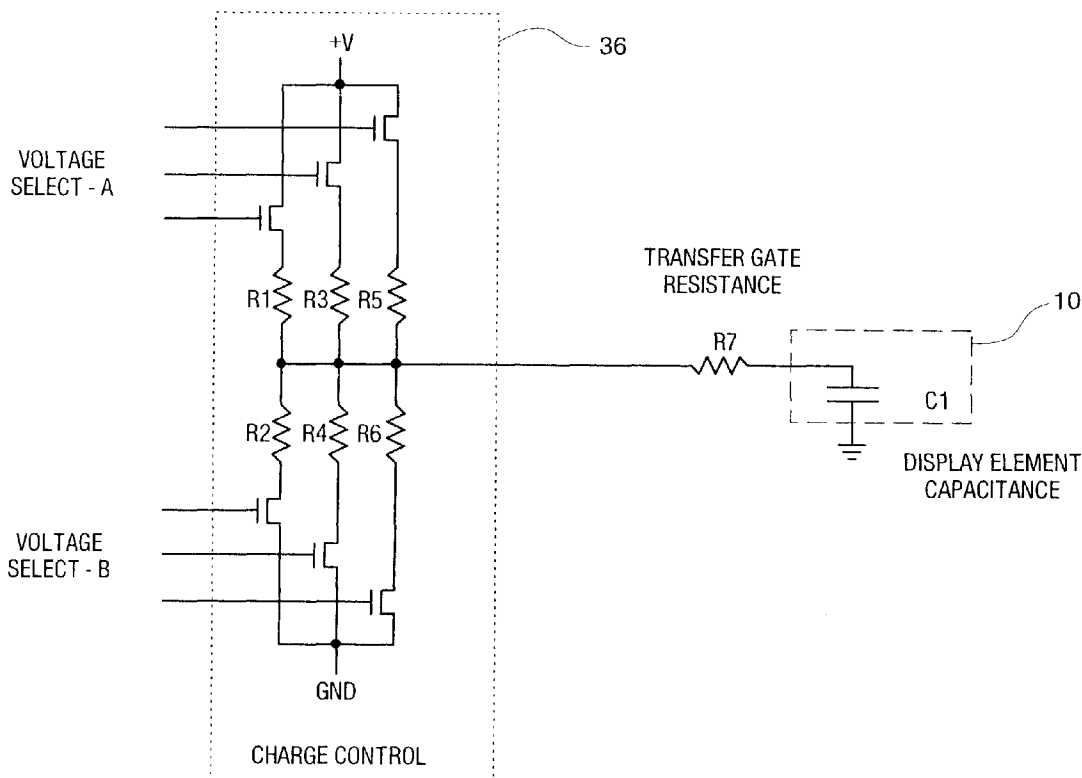 +V
36
VOLTAGE
SELECT - A
TRANSFER GATE
RESISTANCE
R1
R3
R5
10
R7
C1
R2
R4
R6
DISPLAY ELEMENT
CAPACITANCE
VOLTAGE
SELECT - B
GND
CHARGE CONTROL